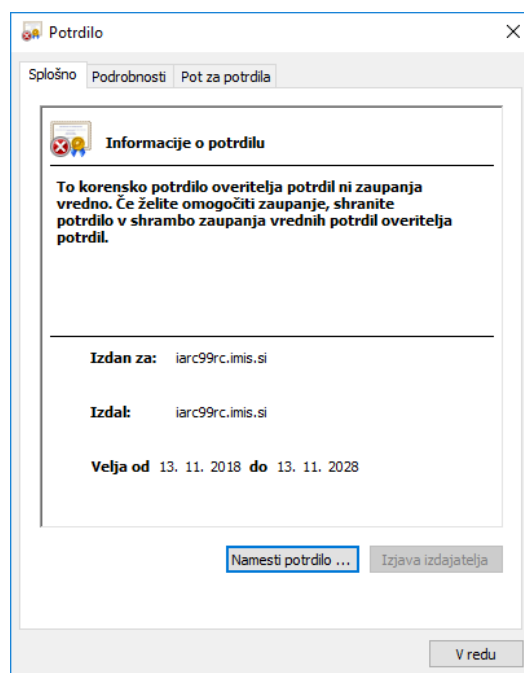 Potrdilo
Splošno Podrobnosti Pot za potrdila
Informacije o potrdilu
To korensko potrdilo overitelja potrdil ni zaupanja
vredno. Če želite omogočiti zaupanje, shranite
potrdilo v shrambo zaupanja vrednih potrdil overitelja
potrdil.
Izdan za: iarc99rc.imis.si
Izdal: iarc99rc.imis.si
Velja od 13. 11. 2018 do 13. 11. 2028
Namesti potrdilo ... Izjava izdajatelja
V redu